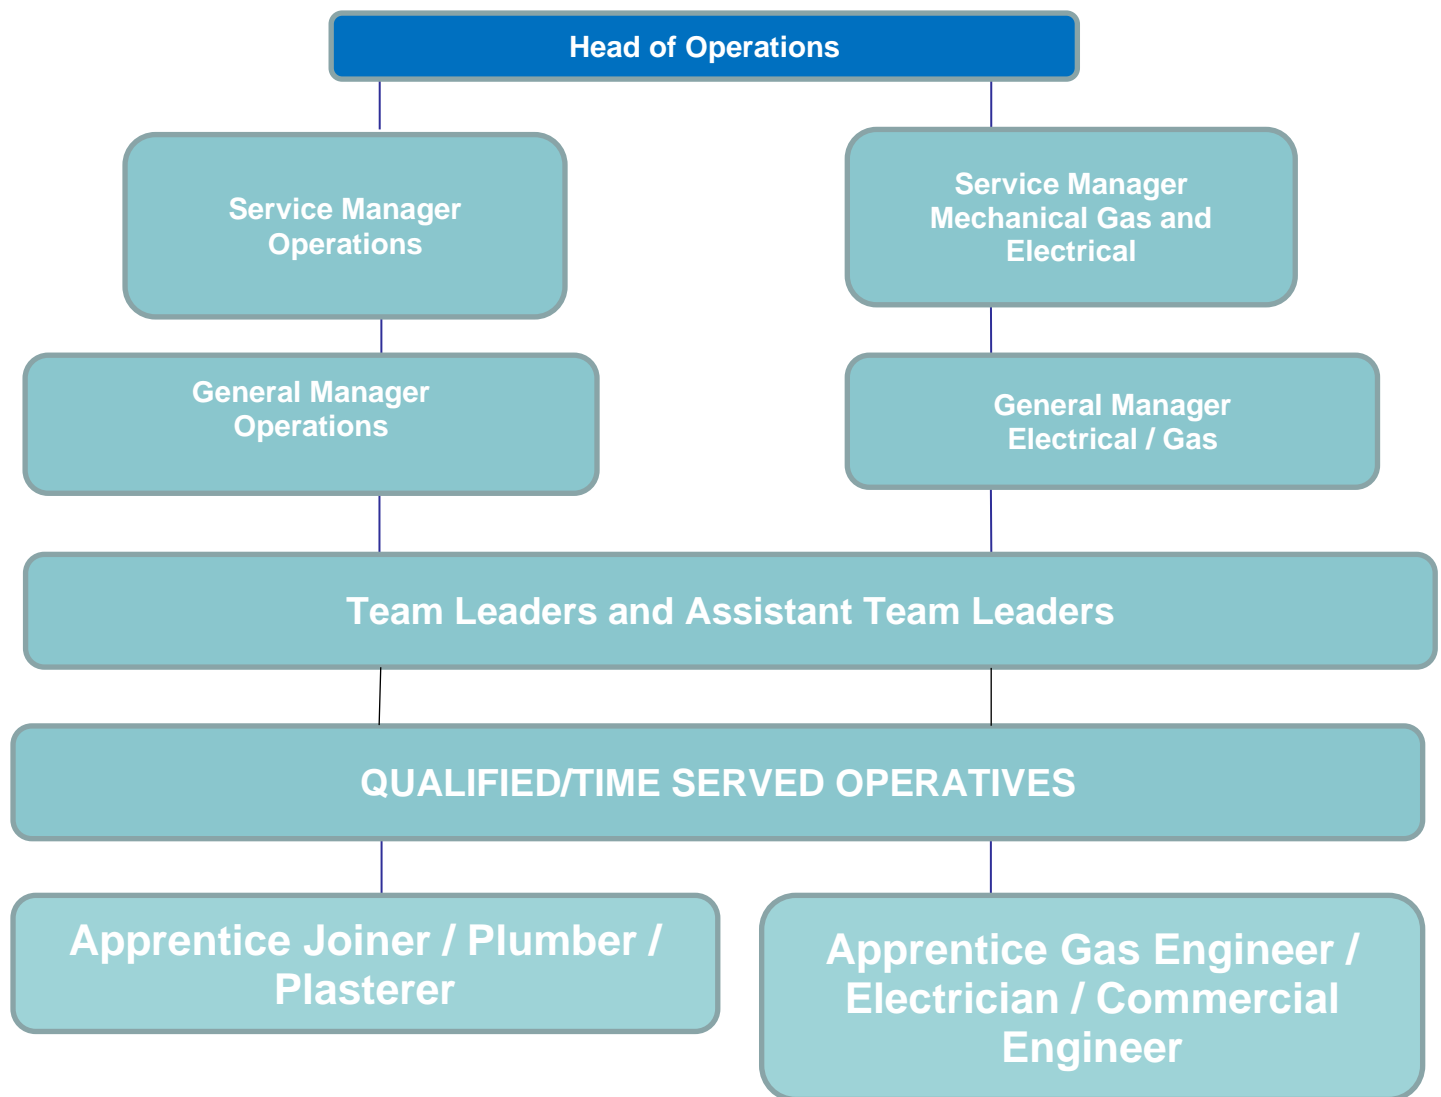 Head of Operations
Service Manager
Operations
Service Manager
Mechanical Gas and
Electrical
General Manager
Operations
General Manager
Electrical / Gas
Team Leaders and Assistant Team Leaders
QUALIFIED/TIME SERVED OPERATIVES
Apprentice Joiner / Plumber /
Plasterer
Apprentice Gas Engineer /
Electrician / Commercial
Engineer